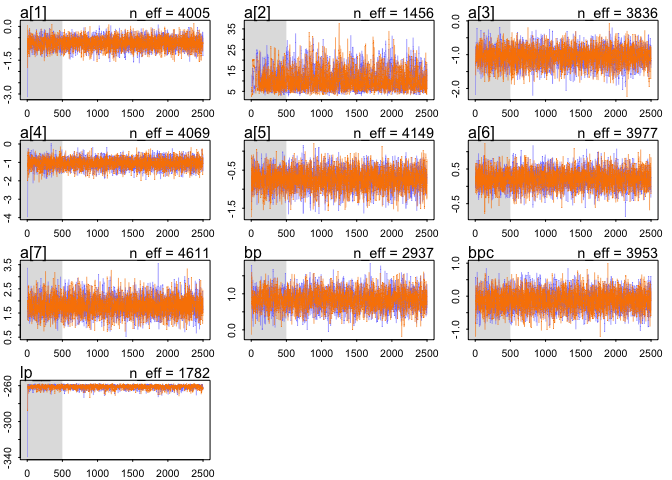 a[1] n_eff = 4005
a[2] n_eff = 1456
a[3] n_eff = 3836
-3.0 -1.5 0.0
5 15 25 35
-2.0 -1.0 0.0
0 500 1000 1500 2000 2500
0 500 1000 1500 2000 2500
0 500 1000 1500 2000 2500
a[4] n_eff = 4069
a[5] n_eff = 4149
a[6] n_eff = 3977
-4 -3 -2 -1 0
-1.5 -0.5
-0.5 0.5
0 500 1000 1500 2000 2500
0 500 1000 1500 2000 2500
0 500 1000 1500 2000 2500
a[7] n_eff = 4611
bp n_eff = 2937
bpc n_eff = 3953
0.5 1.5 2.5 3.5
0.0 1.0
-1.0 0.0 1.0
0 500 1000 1500 2000 2500
0 500 1000 1500 2000 2500
0 500 1000 1500 2000 2500
lp n_eff = 1782
-340 -300 -260
0 500 1000 1500 2000 2500